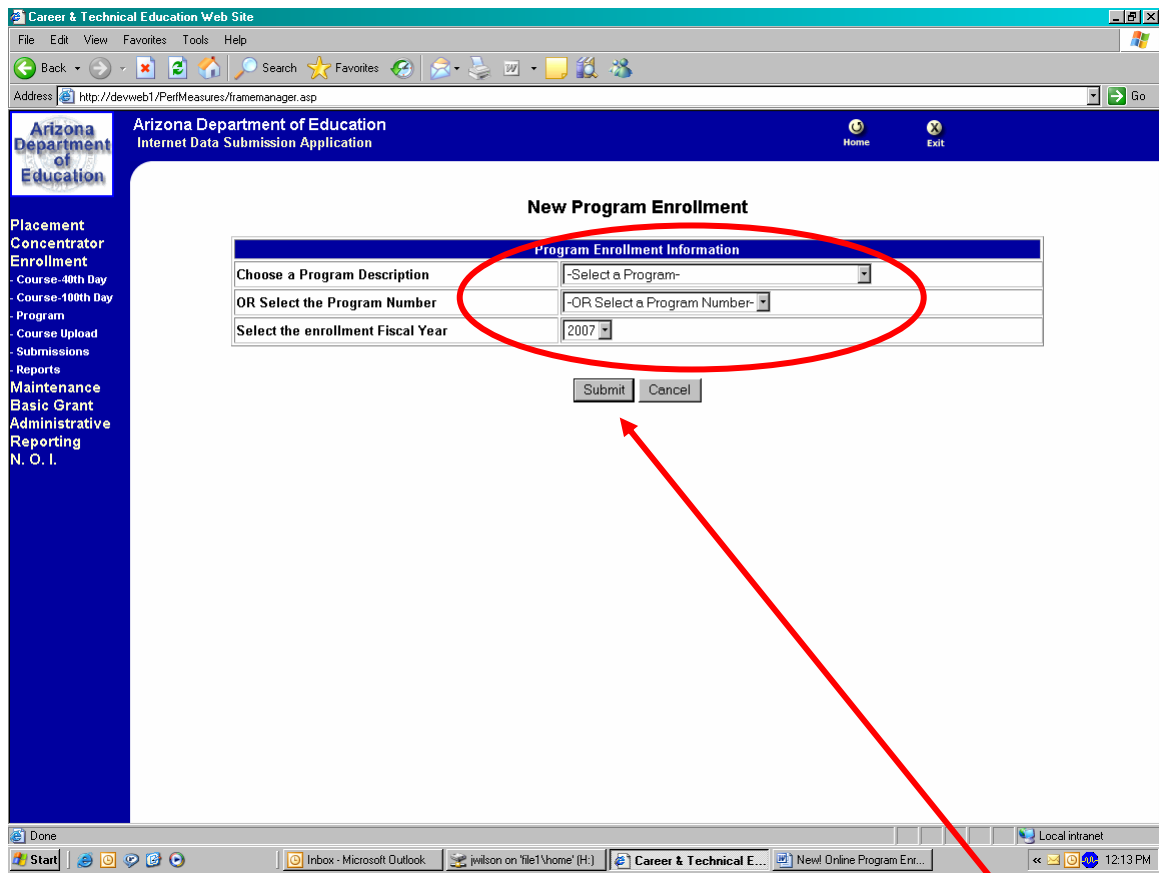 Career & Technical Education Web Site
File Edit View Favorites Tools Help
Back Search Favorites
Address http://devweb1/PerfMeasures/framemanager.asp Go
Arizona
Department
of
Education
Arizona Department of Education
Internet Data Submission Application
Home Exit
Placement
Concentrator
Enrollment
- Course-40th Day
- Course-100th Day
- Program
- Course Upload
- Submissions
- Reports
Maintenance
Basic Grant
Administrative
Reporting
N. O. I.
New Program Enrollment
Program Enrollment Information
Choose a Program Description -Select a Program-
OR Select the Program Number -OR Select a Program Number-
Select the enrollment Fiscal Year 2007
Submit Cancel
Done Local intranet
Start Inbox - Microsoft Outlook jwilson on 'file1\home' (H:) Career & Technical E... New! Online Program Enr... « 12:13 PM